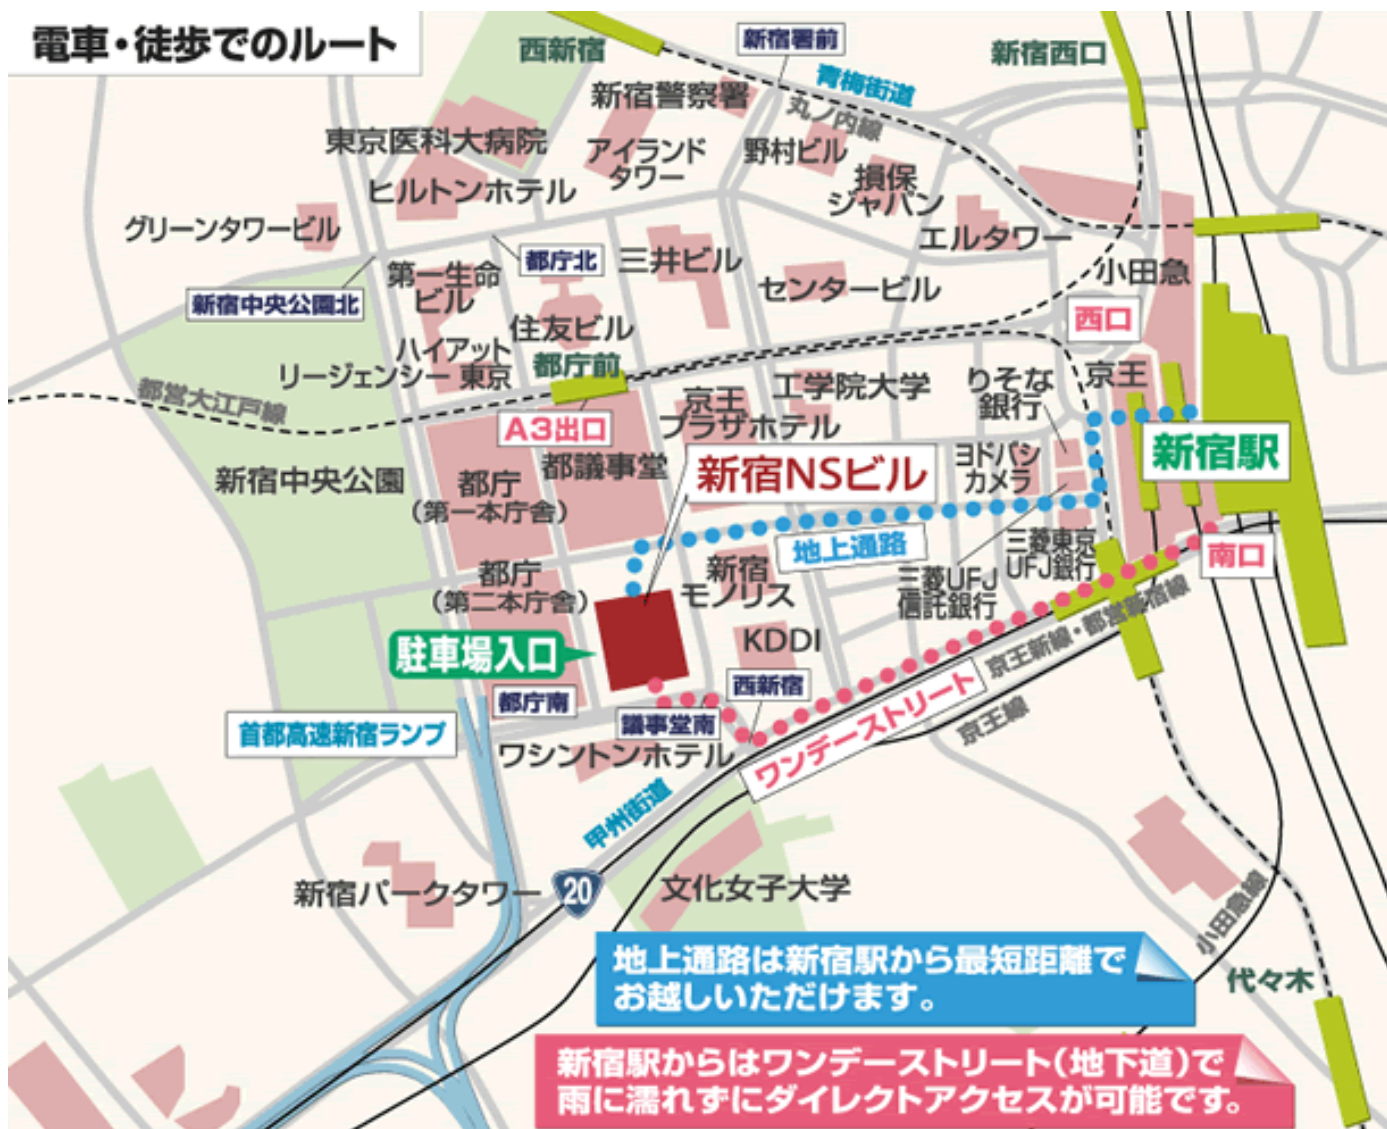 電車・徒歩でのルート
西新宿
新宿署前
新宿西口
青梅街道
丸ノ内線
新宿警察署
東京医科大病院
アイランド
タワー
野村ビル
損保
ジャパン
ヒルトンホテル
グリーンタワービル
エルタワー
都庁北
三井ビル
小田急
第一生命
ビル
センタービル
新宿中央公園北
住友ビル
西口
ハイアット
リージェンシー 東京
都庁前
工学院大学
りそな
銀行
京王
都営大江戸線
京王
プラザホテル
A3出口
新宿駅
都議事堂
新宿NSビル
ヨドバシ
カメラ
新宿中央公園
都庁
（第一本庁舎）
地上通路
三菱東京
UFJ銀行
南口
新宿
モノリス
三菱UFJ
信託銀行
都庁
（第二本庁舎）
KDDI
京王新線・都営新宿線
駐車場入口
西新宿
都庁南
議事堂南
ワンデーストリート
京王線
首都高速新宿ランプ
ワシントンホテル
甲州街道
新宿パークタワー
20
文化女子大学
小田急線
代々木
地上通路は新宿駅から最短距離で
お越しいただけます。
新宿駅からはワンデーストリート（地下道）で
雨に濡れずにダイレクトアクセスが可能です。